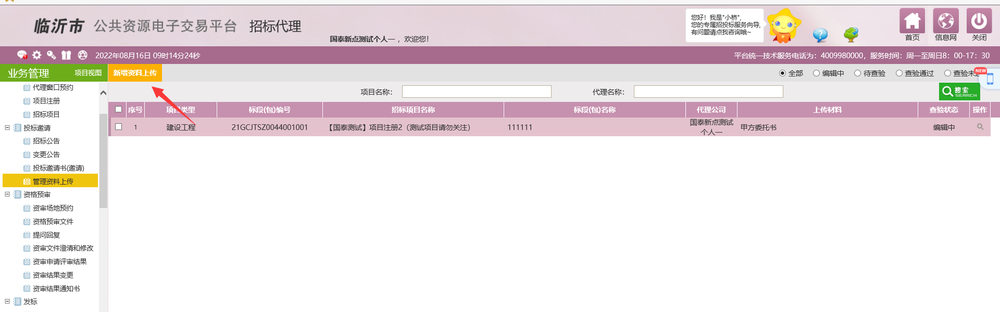 临沂市 公共资源电子交易平台 招标代理
国泰新点测试个人一，欢迎您!
您好！我是"小桥",
您的专属招投标服务向导,
有问题请点我咨询哦~
首页 信息网 关闭
2022年08月16日 09时14分24秒
平台统一技术服务电话为：4009980000，服务时间：周一至周日8：00-17：30
业务管理 项目视图
新增资料上传
全部 编辑中 待查验 查验通过 查验未
NEW
项目名称：
代理名称：
搜索
SEARCH
代理窗口预约
项目注册
招标项目
投标邀请
招标公告
变更公告
投标邀请书(邀请)
管理资料上传
资格预审
资审场地预约
资格预审文件
提问回复
资审文件澄清和修改
资审申请评审结果
资审结果变更
资审结果通知书
发标
序号 项目类型 标段(包)编号 招标项目名称 标段(包)名称 代理公司 上传材料 查验状态 操作
1 建设工程 21GCJTSZ0044001001 【国泰测试】项目注册2（测试项目请勿关注） 111111 国泰新点测试个人一 甲方委托书 编辑中